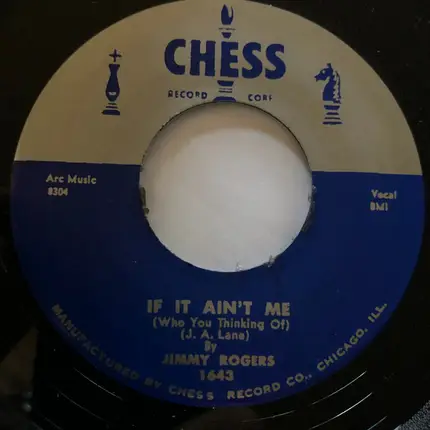 CHESS
RECORD CORP
Arc Music
8304
Vocal
BMI
IF IT AIN'T ME
(Who You Thinking Of)
(J. A. Lane)
By
JIMMY ROGERS
1643
MANUFACTURED BY CHESS RECORD CO., CHICAGO, ILL.